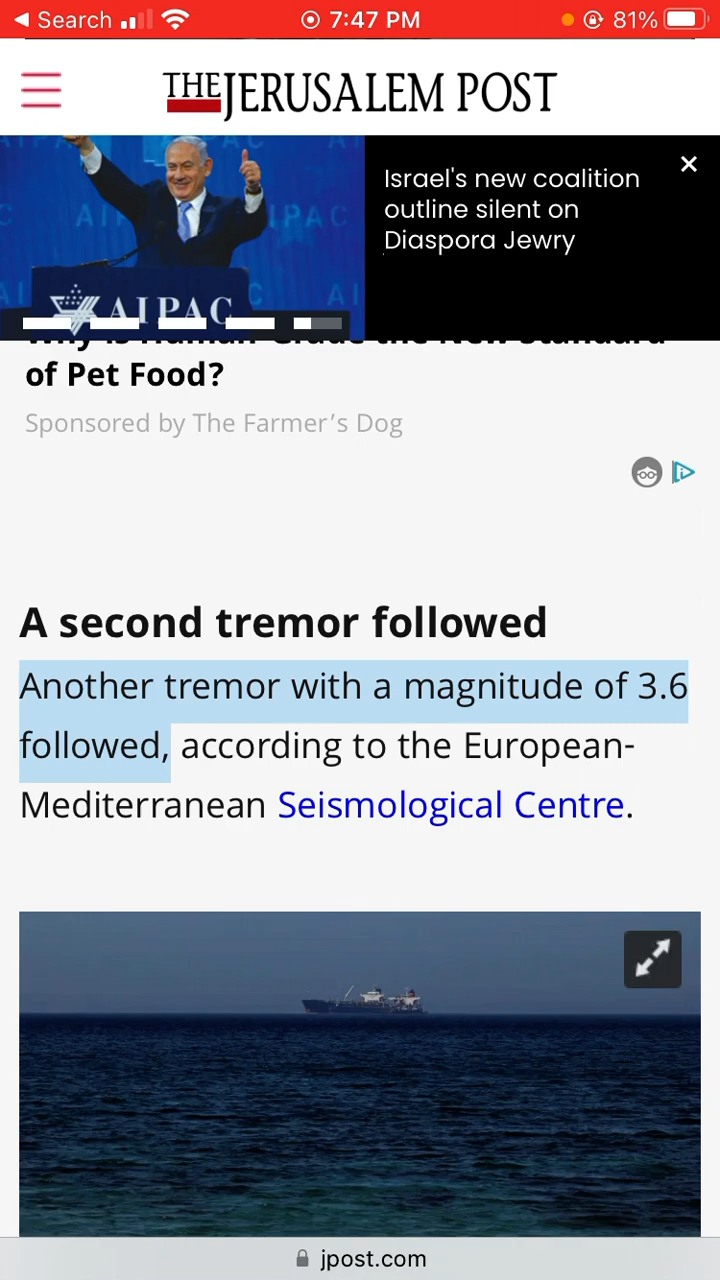 Search
7:47 PM
81%
THE JERUSALEM POST
AIPAC
Israel's new coalition
outline silent on
Diaspora Jewry
Why is Human-Grade the New Standard
of Pet Food?
Sponsored by The Farmer's Dog
A second tremor followed
Another tremor with a magnitude of 3.6
followed, according to the European-
Mediterranean Seismological Centre.
jpost.com